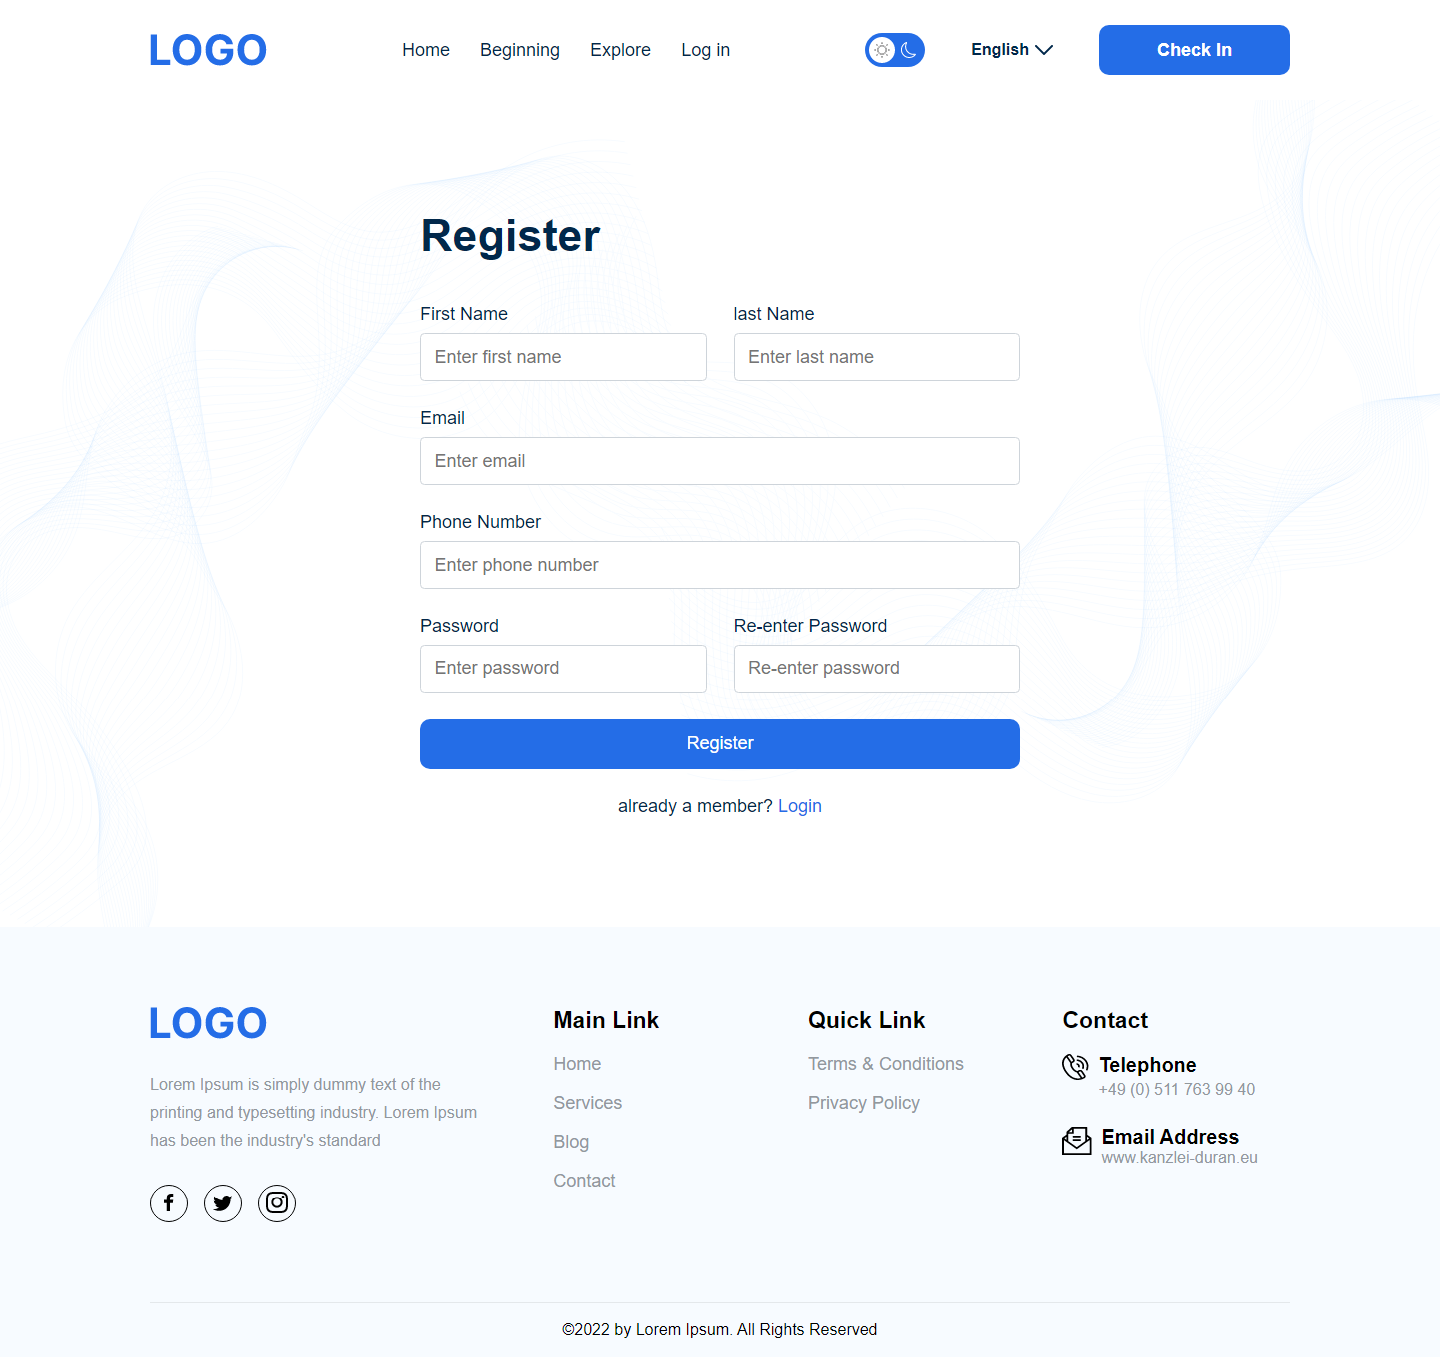 LOGO
Home Beginning Explore Log in
English
Check In
Register
First Name last Name
Enter first name Enter last name
Email
Enter email
Phone Number
Enter phone number
Password Re-enter Password
Enter password Re-enter password
Register
already a member? Login
LOGO
Lorem Ipsum is simply dummy text of the
printing and typesetting industry. Lorem Ipsum
has been the industry's standard
Main Link
Home
Services
Blog
Contact
Quick Link
Terms & Conditions
Privacy Policy
Contact
Telephone
+49 (0) 511 763 99 40
Email Address
www.kanzlei-duran.eu
©2022 by Lorem Ipsum. All Rights Reserved